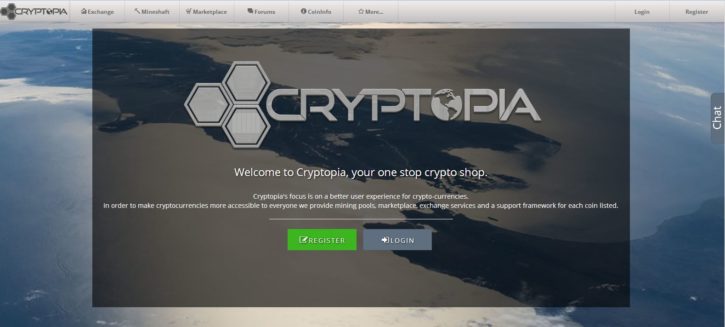 CRYPTOPIA Exchange Mineshaft Marketplace Forums CoinInfo More... Login Register
CRYPTOPIA
Chat
Welcome to Cryptopia, your one stop crypto shop.
Cryptopia's focus is on a better user experience for crypto-currencies.
In order to make cryptocurrencies more accessible to everyone we provide mining pools, marketplace, exchange services and a support framework for each coin listed.
REGISTER LOGIN